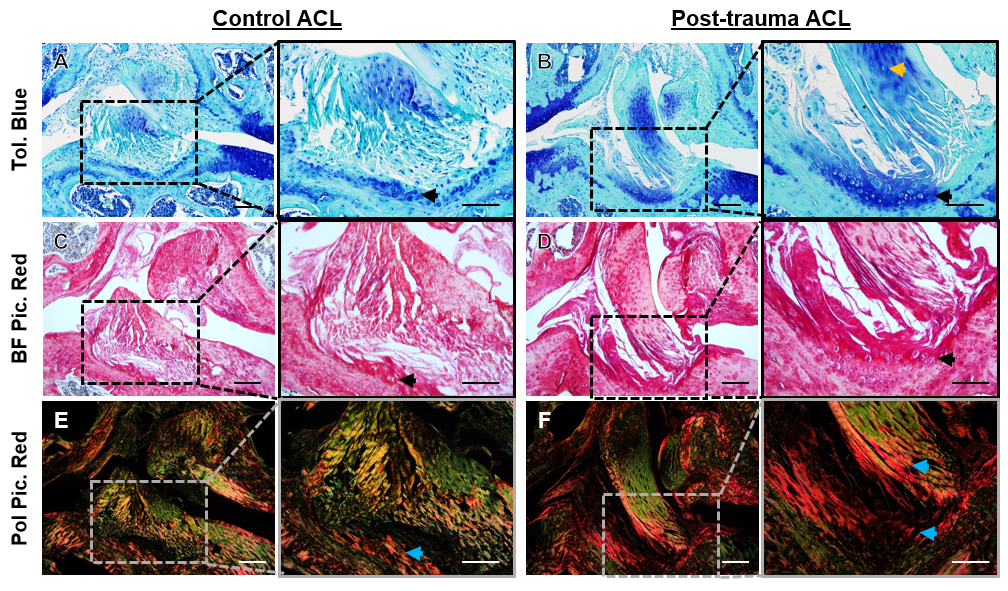 Control ACL
Post-trauma ACL
Tol. Blue
A
B
BF Pic. Red
C
D
Pol Pic. Red
E
F